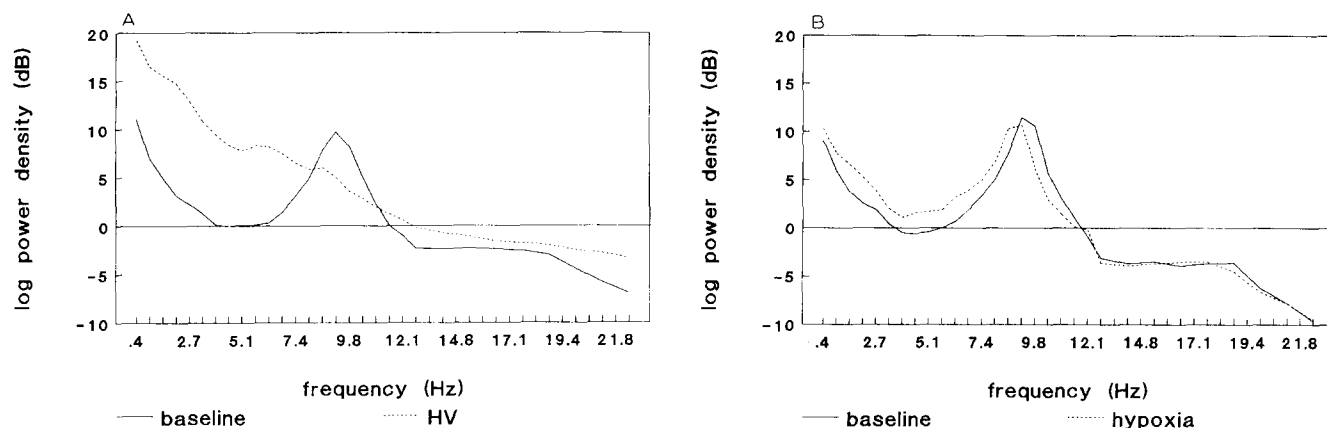 A
log power density (dB)
20
15
10
5
0
-5
-10
.4 2.7 5.1 7.4 9.8 12.1 14.8 17.1 19.4 21.8
frequency (Hz)
baseline HV
B
log power density (dB)
20
15
10
5
0
-5
-10
.4 2.7 5.1 7.4 9.8 12.1 14.8 17.1 19.4 21.8
frequency (Hz)
baseline hypoxia